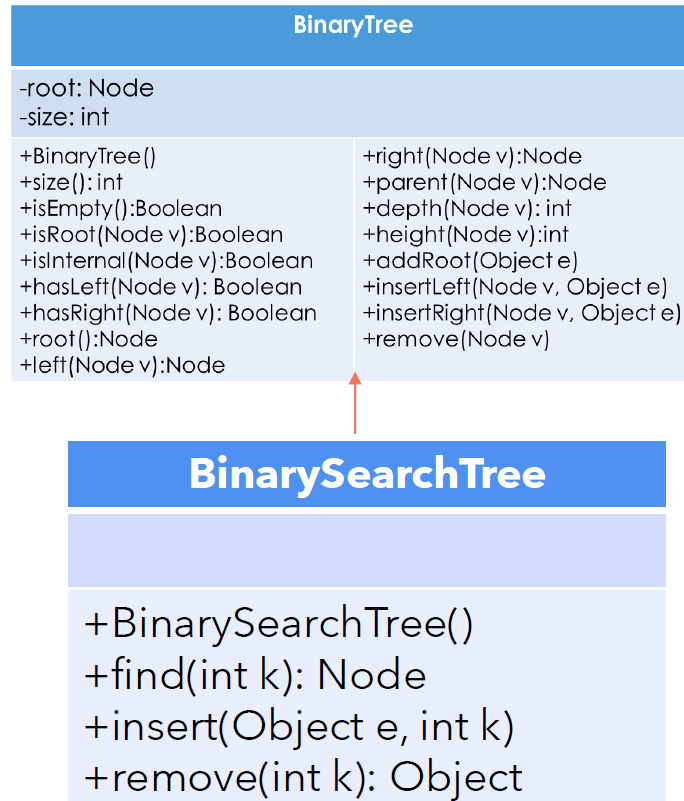 BinaryTree
-root: Node
-size: int
+BinaryTree()
+size(): int
+isEmpty():Boolean
+isRoot(Node v):Boolean
+isInternal(Node v):Boolean
+hasLeft(Node v): Boolean
+hasRight(Node v): Boolean
+root():Node
+left(Node v):Node
+right(Node v):Node
+parent(Node v):Node
+depth(Node v): int
+height(Node v):int
+addRoot(Object e)
+insertLeft(Node v, Object e)
+insertRight(Node v, Object e)
+remove(Node v)
BinarySearchTree
+BinarySearchTree()
+find(int k): Node
+insert(Object e, int k)
+remove(int k): Object